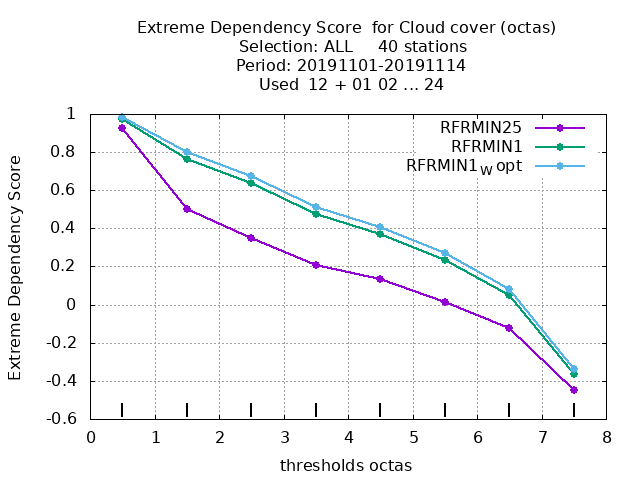 Extreme Dependency Score  for Cloud cover (octas)
Selection: ALL     40 stations
Period: 20191101-20191114
Used  12 + 01 02 ... 24
Extreme Dependency Score
1
0.8
0.6
0.4
0.2
0
-0.2
-0.4
-0.6
RFRMIN25
RFRMIN1
RFRMIN1w opt
0 1 2 3 4 5 6 7 8
thresholds octas